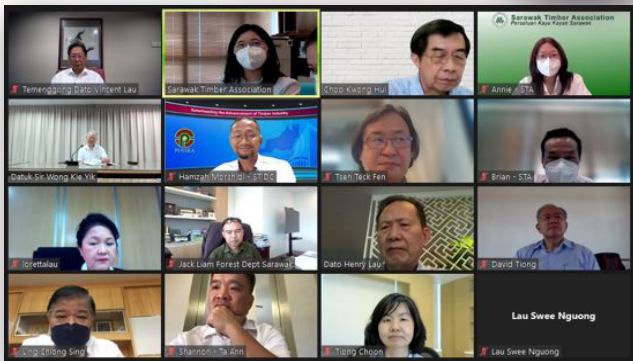 Temenggong Dato Vincent Lau
Sarawak Timber Association
Choo Kwong Hui
Sarawak Timber Association
Persatuan Kayu Kayan Sarawak
Annie - STA
Datuk Sir Wong Kie Yik
Hamzah Morshidi - STIDC
Tseh Teck Fen
Brian - STA
lorettalau
Jack Liam Forest Dept Sarawak
Dato Henry Lau
David Tiong
Ling Chiong Sing
Shannon - Ta Ann
Tiong Choon
Lau Swee Nguong
Lau Swee Nguong